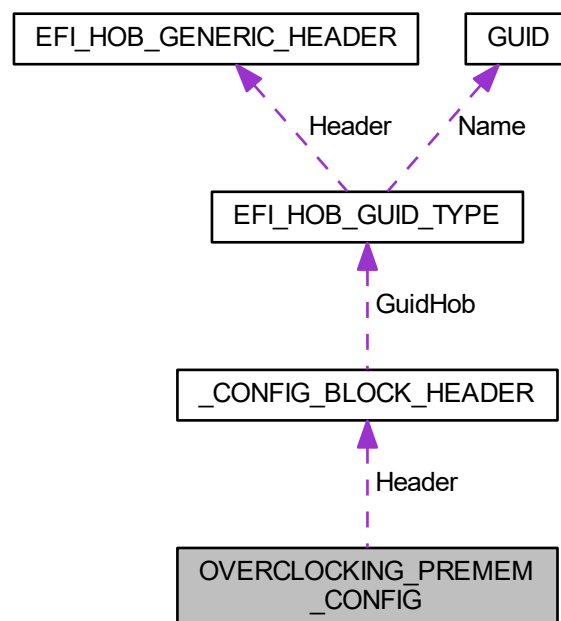 EFI_HOB_GENERIC_HEADER
GUID
Header
Name
EFI_HOB_GUID_TYPE
GuidHob
_CONFIG_BLOCK_HEADER
Header
OVERCLOCKING_PREMEM
_CONFIG